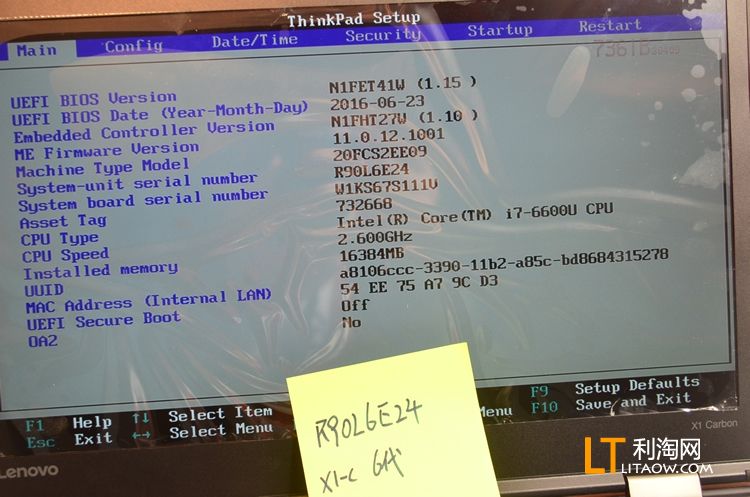 ThinkPad Setup
Main Config Date/Time Security Startup Restart
UEFI BIOS Version N1FET41W (1.15 )
UEFI BIOS Date (Year-Month-Day) 2016-06-23
Embedded Controller Version N1FHT27W (1.10 )
ME Firmware Version 11.0.12.1001
Machine Type Model 20FCS2EE09
System-unit serial number R90L6E24
System board serial number W1KS67S111V
Asset Tag 732668
CPU Type Intel(R) Core(TM) i7-6600U CPU
CPU Speed 2.600GHz
Installed memory 16384MB
UUID a8106ccc-3390-11b2-a85c-bd8684315278
MAC Address (Internal LAN) 54 EE 75 A7 9C D3
UEFI Secure Boot Off
OA2 No
F1 Help ↑↓ Select Item F9 Setup Defaults
Esc Exit ←→ Select Menu Menu F10 Save and Exit
R90L6E24
X1-C
X1 Carbon
Lenovo
LT 利淘网
LITAOW.COM